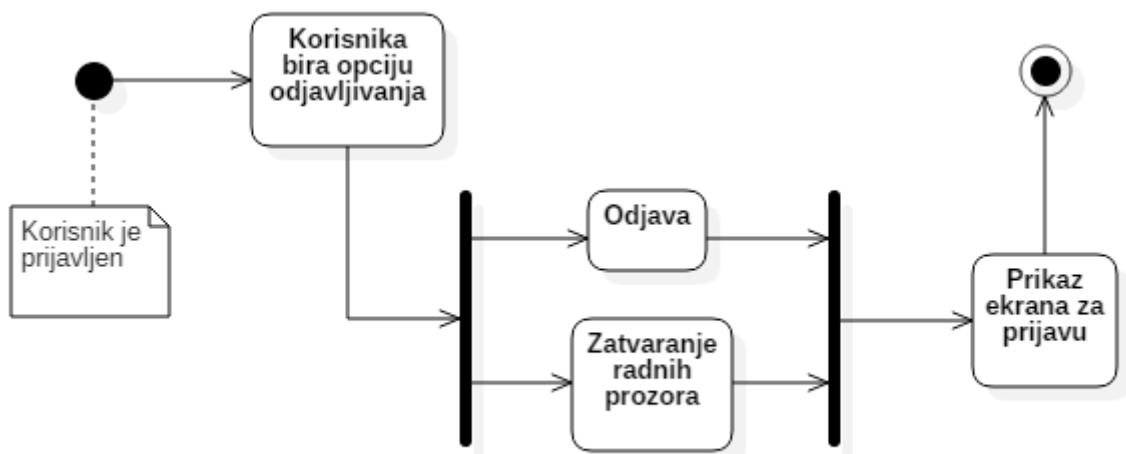 Korisnika
bira opciju
odjavljivanja
Korisnik je
prijavljen
Odjava
Zatvaranje
radnih
prozora
Prikaz
ekrana za
prijavu